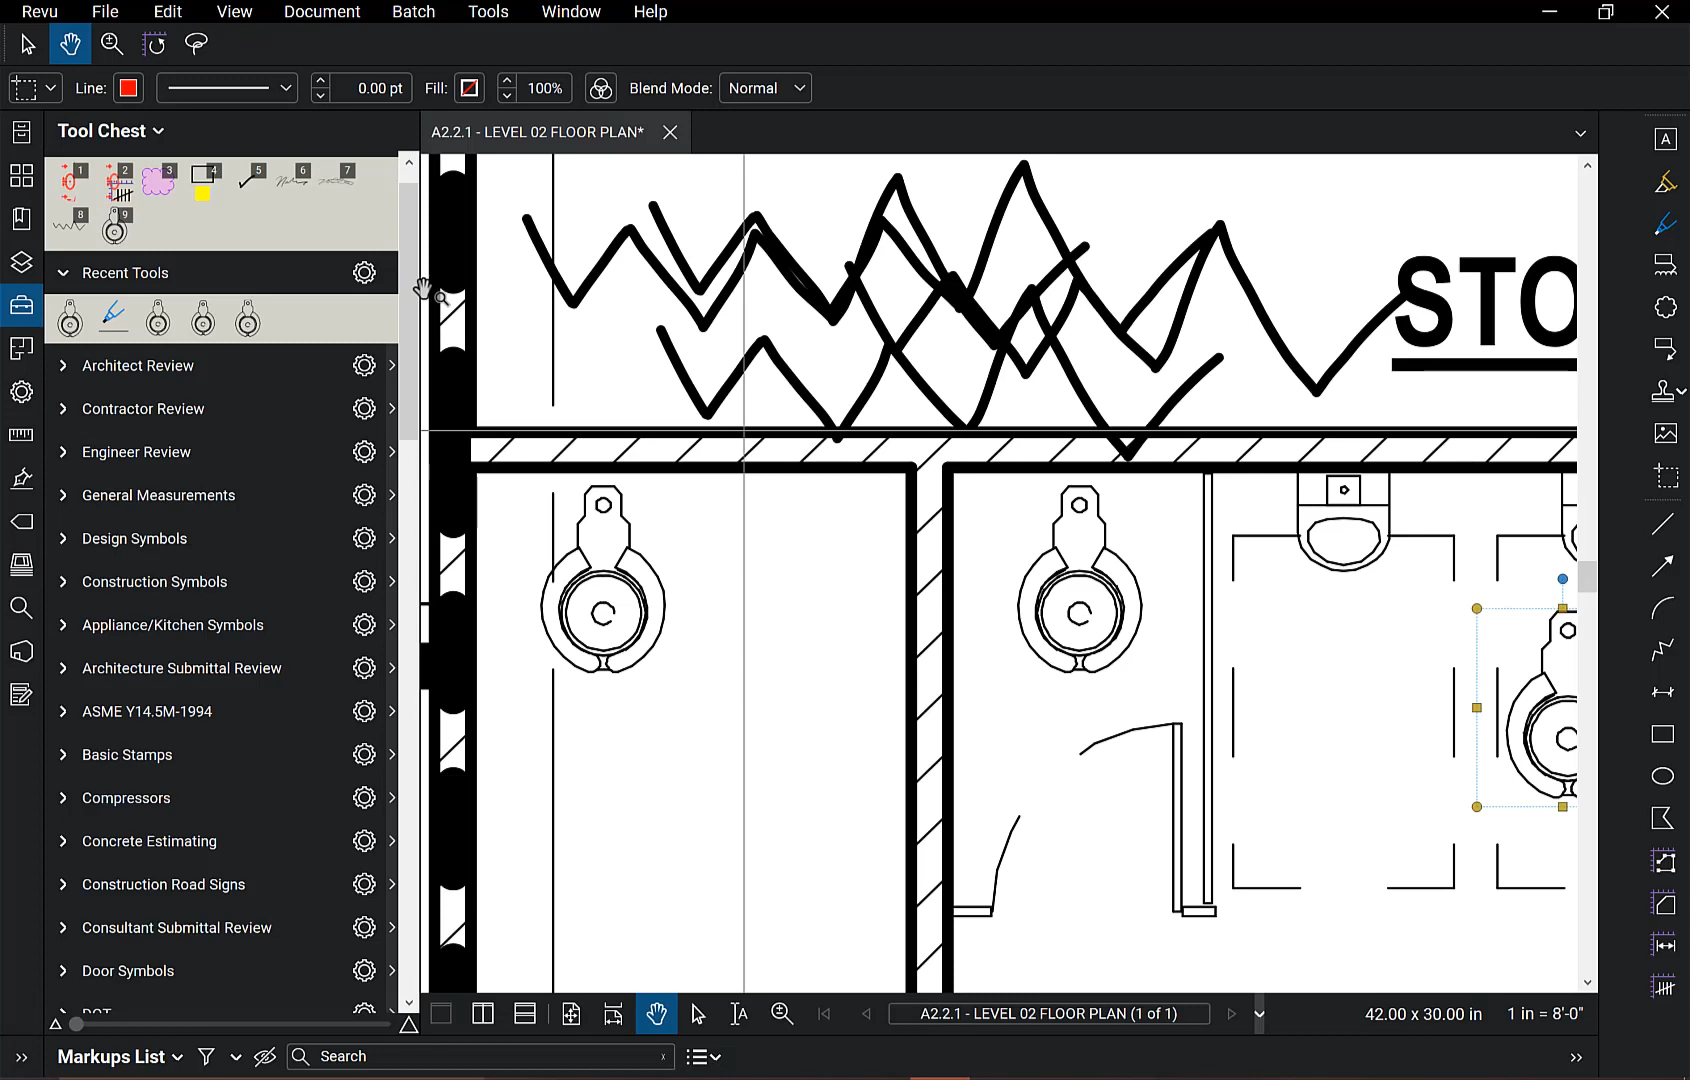 Revu File Edit View Document Batch Tools Window Help
Line: 0.00 pt Fill: 100% Blend Mode: Normal
Tool Chest
A2.2.1 - LEVEL 02 FLOOR PLAN*
1 2 3 4 5 6 7
8 9
Recent Tools
Architect Review
Contractor Review
Engineer Review
General Measurements
Design Symbols
Construction Symbols
Appliance/Kitchen Symbols
Architecture Submittal Review
ASME Y14.5M-1994
Basic Stamps
Compressors
Concrete Estimating
Construction Road Signs
Consultant Submittal Review
Door Symbols
STO
A2.2.1 - LEVEL 02 FLOOR PLAN (1 of 1)
42.00 x 30.00 in 1 in = 8'-0"
Markups List Search x